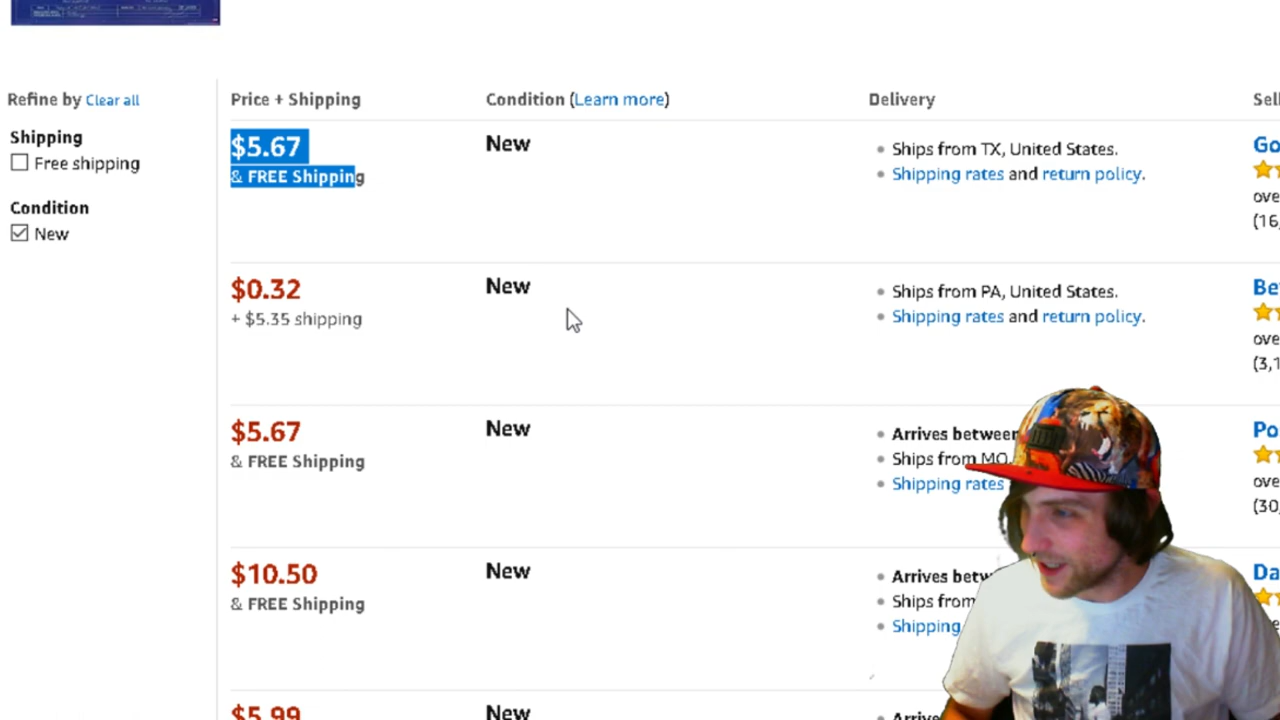 Refine by Clear all
Shipping
Free shipping
Condition
New
Price + Shipping
Condition (Learn more)
Delivery
$5.67
& FREE Shipping
New
Ships from TX, United States.
Shipping rates and return policy.
$0.32
+ $5.35 shipping
New
Ships from PA, United States.
Shipping rates and return policy.
$5.67
& FREE Shipping
New
Arrives between
Ships from MO
Shipping rates
$10.50
& FREE Shipping
New
Ships from
Shipping
$5.99
New